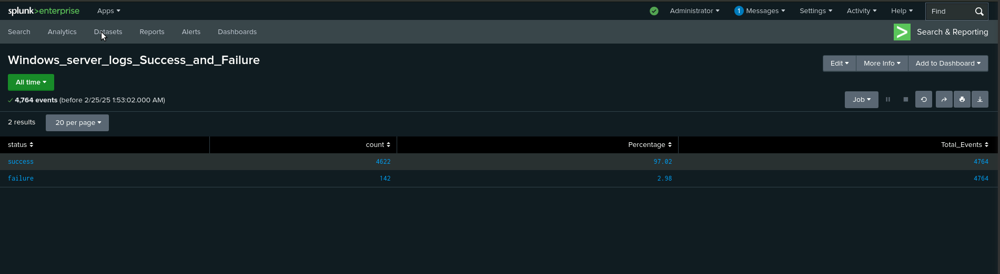 splunk>enterprise Apps Administrator 1 Messages Settings Activity Help Find
Search Analytics Datasets Reports Alerts Dashboards > Search & Reporting
Windows_server_logs_Success_and_Failure
Edit More Info Add to Dashboard
All time
✓ 4,764 events (before 2/25/25 1:53:02.000 AM)
Job
2 results 20 per page
status count Percentage Total_Events
success 4622 97.02 4764
failure 142 2.98 4764